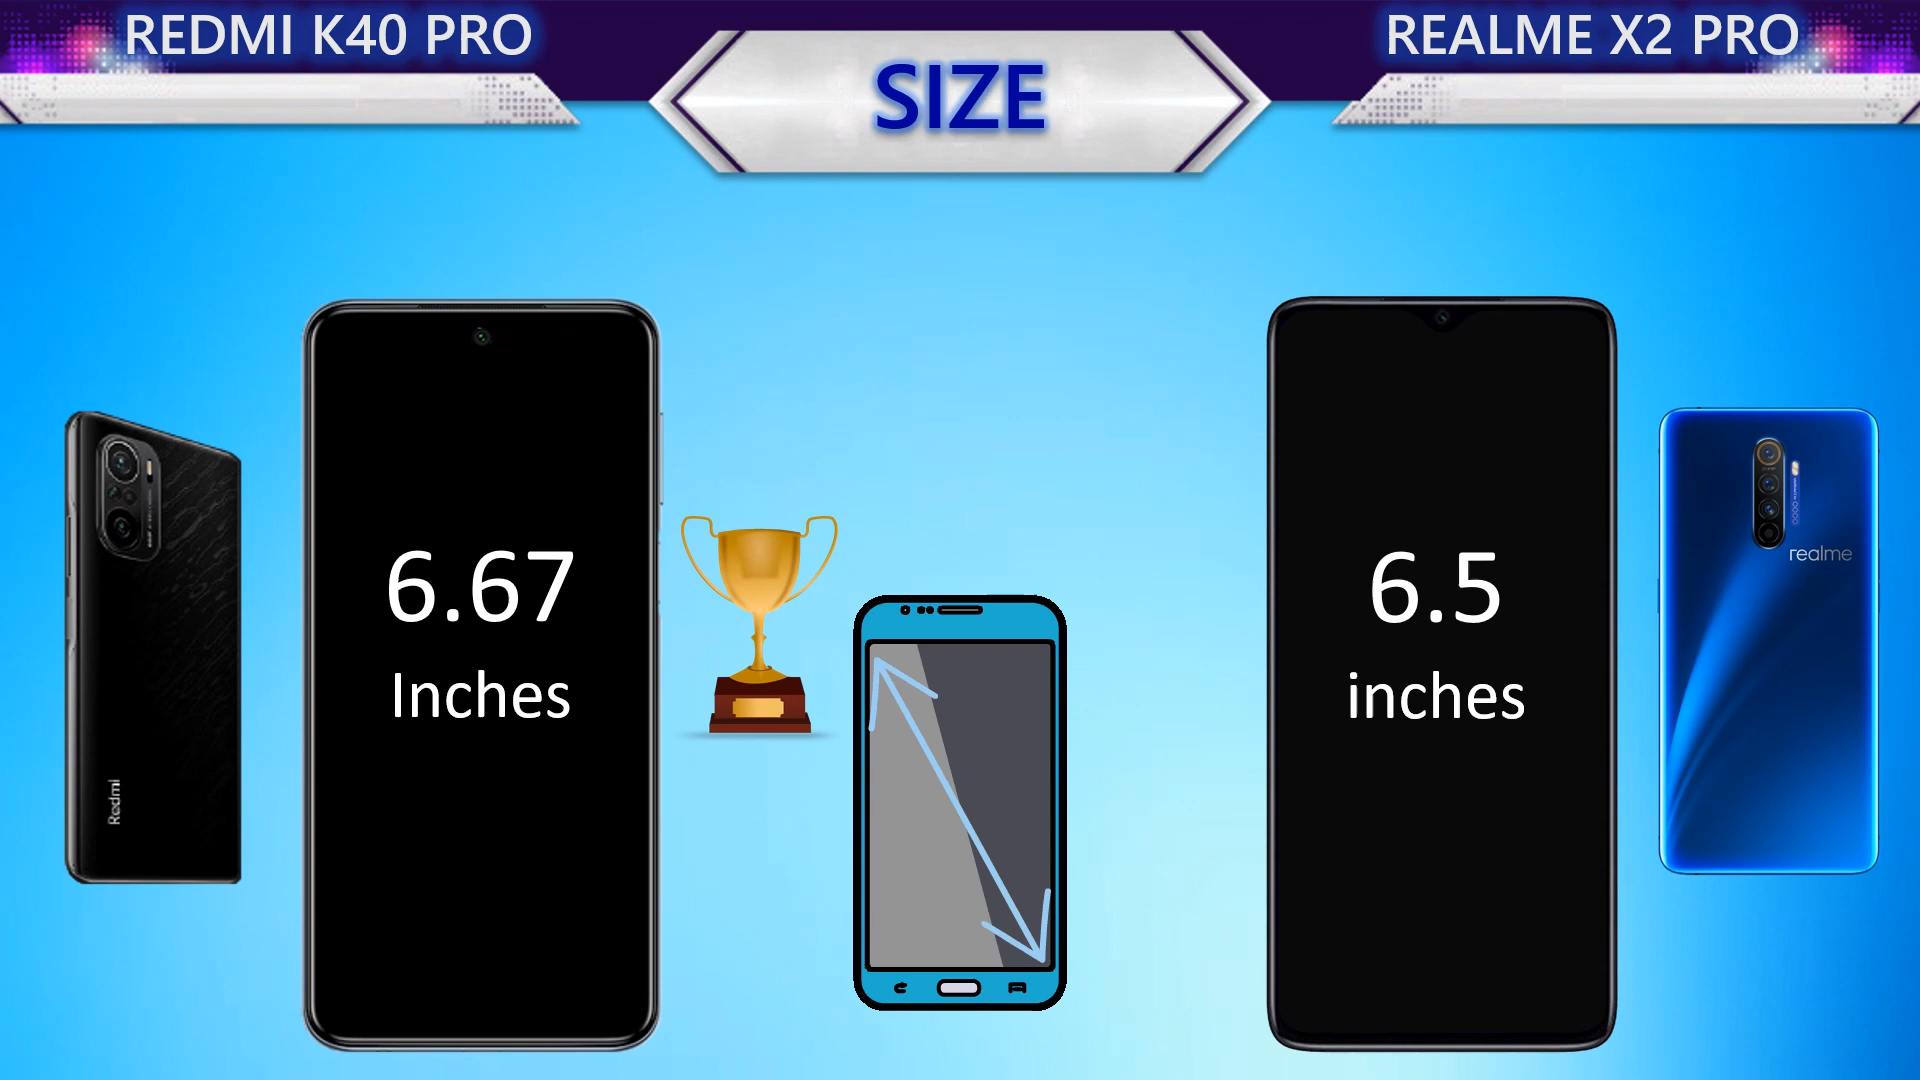 REDMI K40 PRO
SIZE
REALME X2 PRO
6.67
Inches
6.5
inches
Redmi
realme